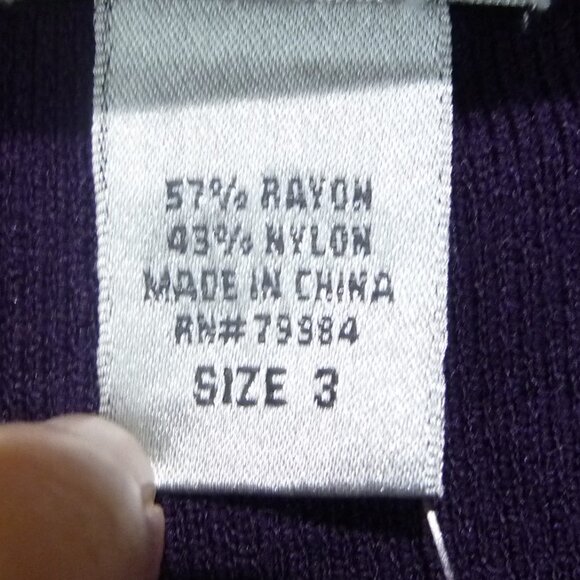 57% RAYON
43% NYLON
MADE IN CHINA
RN# 79984
SIZE 3